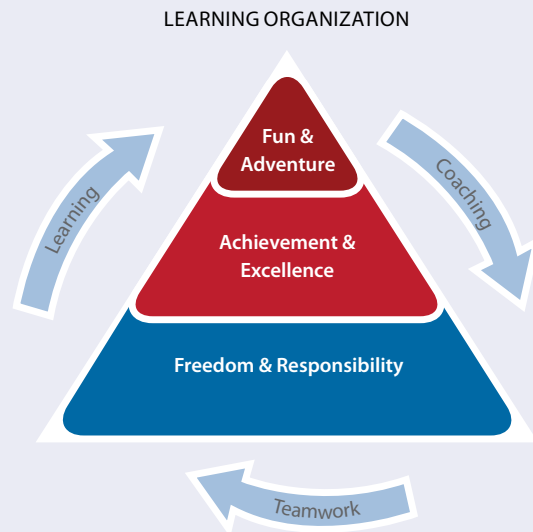 LEARNING ORGANIZATION
Fun &
Adventure
Coaching
Learning
Achievement &
Excellence
Freedom & Responsibility
Teamwork